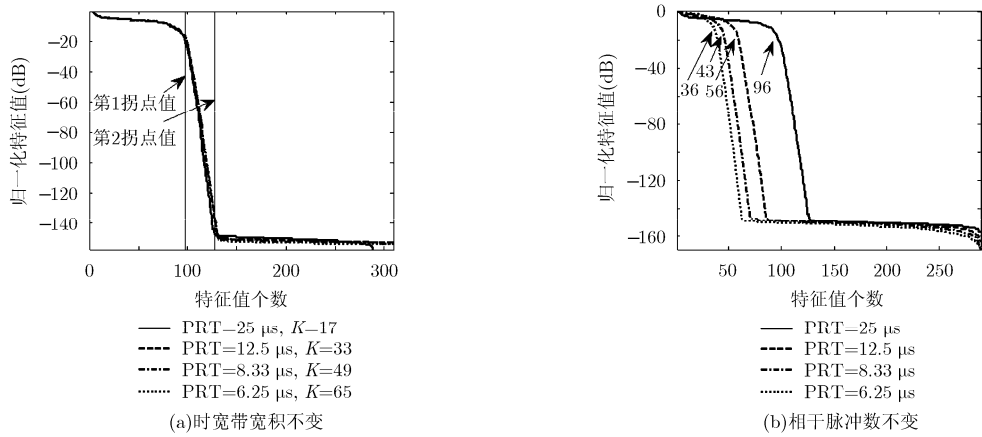 −20
−40
−60
−80
−100
−120
−140
归一化特征值(dB)
第1拐点值
第2拐点值
0
100
200
300
特征值个数
PRT=25 μs, K=17
PRT=12.5 μs, K=33
PRT=8.33 μs, K=49
PRT=6.25 μs, K=65
(a)时宽带宽积不变
0
−40
−80
−120
−160
归一化特征值(dB)
36
43
56
96
50
100
150
200
250
特征值个数
PRT=25 μs
PRT=12.5 μs
PRT=8.33 μs
PRT=6.25 μs
(b)相干脉冲数不变